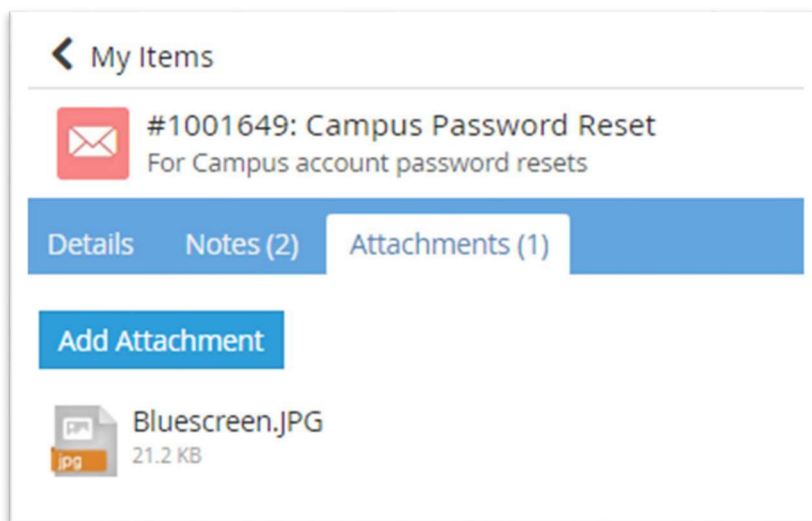 My Items
#1001649: Campus Password Reset
For Campus account password resets
Details Notes (2) Attachments (1)
Add Attachment
Bluescreen.JPG
jpg
21.2 KB